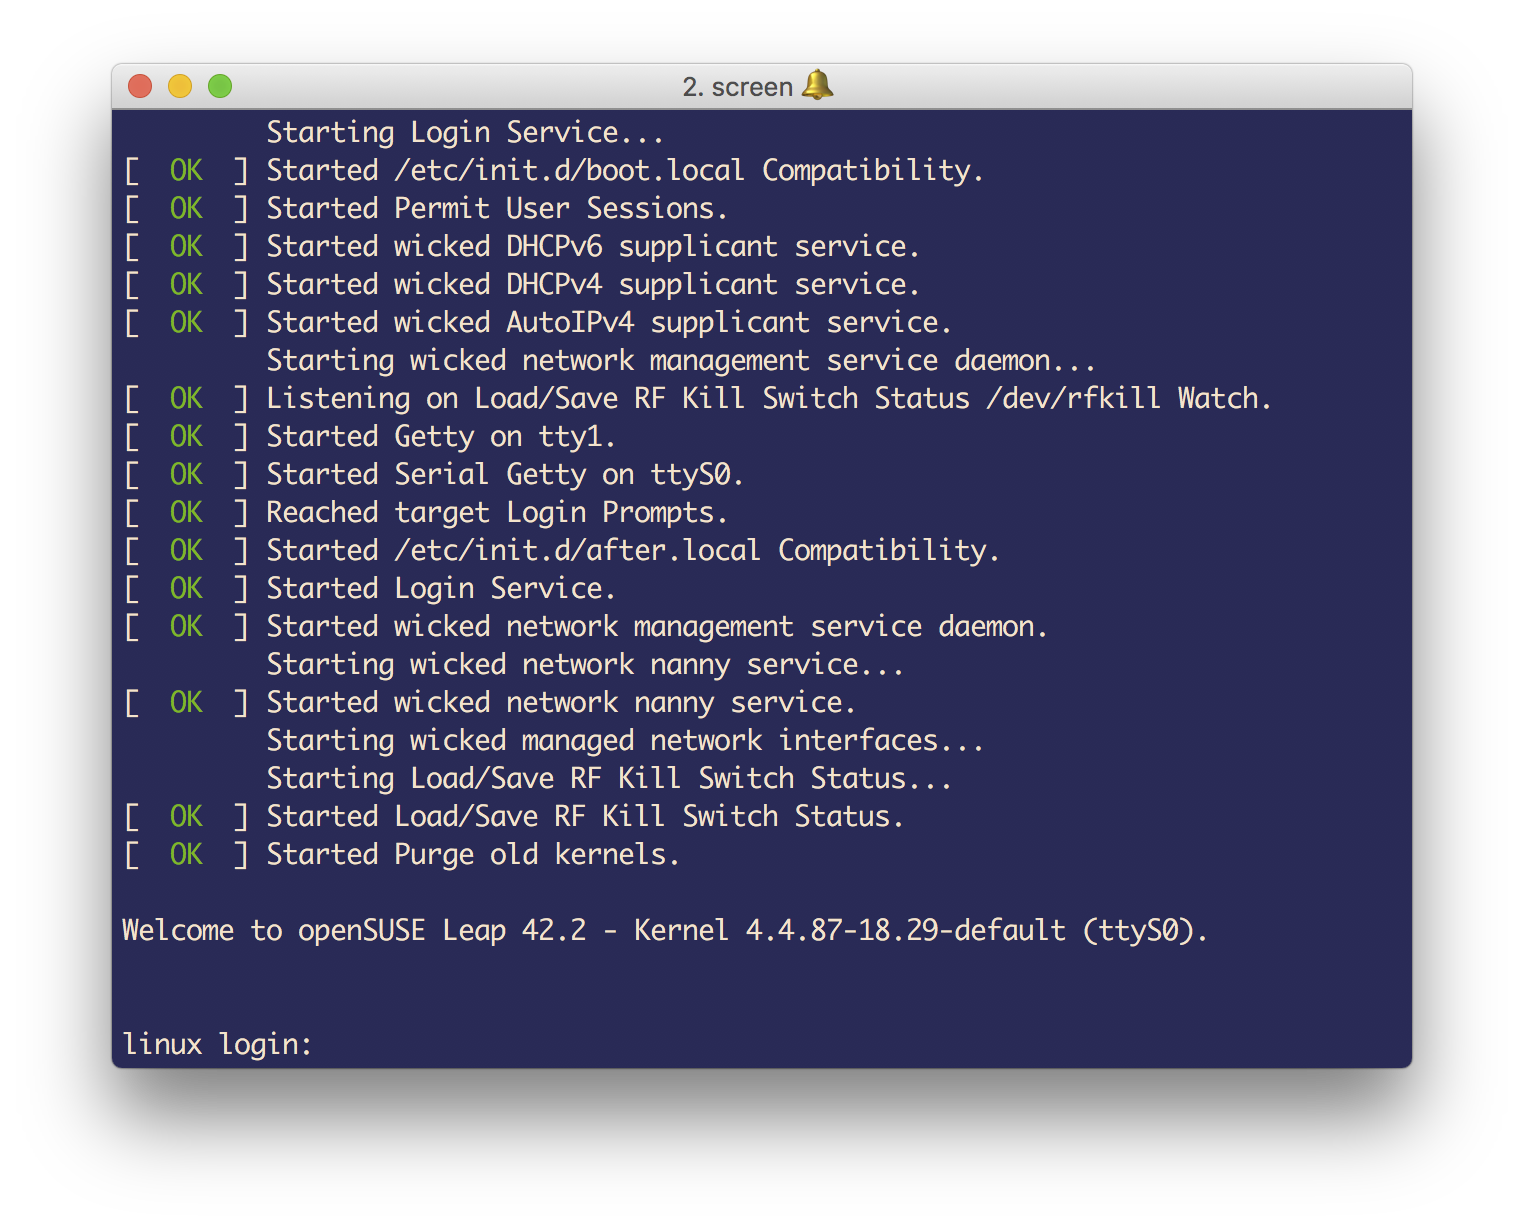 2. screen 🔔
         Starting Login Service...
[  OK  ] Started /etc/init.d/boot.local Compatibility.
[  OK  ] Started Permit User Sessions.
[  OK  ] Started wicked DHCPv6 supplicant service.
[  OK  ] Started wicked DHCPv4 supplicant service.
[  OK  ] Started wicked AutoIPv4 supplicant service.
         Starting wicked network management service daemon...
[  OK  ] Listening on Load/Save RF Kill Switch Status /dev/rfkill Watch.
[  OK  ] Started Getty on tty1.
[  OK  ] Started Serial Getty on ttyS0.
[  OK  ] Reached target Login Prompts.
[  OK  ] Started /etc/init.d/after.local Compatibility.
[  OK  ] Started Login Service.
[  OK  ] Started wicked network management service daemon.
         Starting wicked network nanny service...
[  OK  ] Started wicked network nanny service.
         Starting wicked managed network interfaces...
         Starting Load/Save RF Kill Switch Status...
[  OK  ] Started Load/Save RF Kill Switch Status.
[  OK  ] Started Purge old kernels.
Welcome to openSUSE Leap 42.2 - Kernel 4.4.87-18.29-default (ttyS0).
linux login: